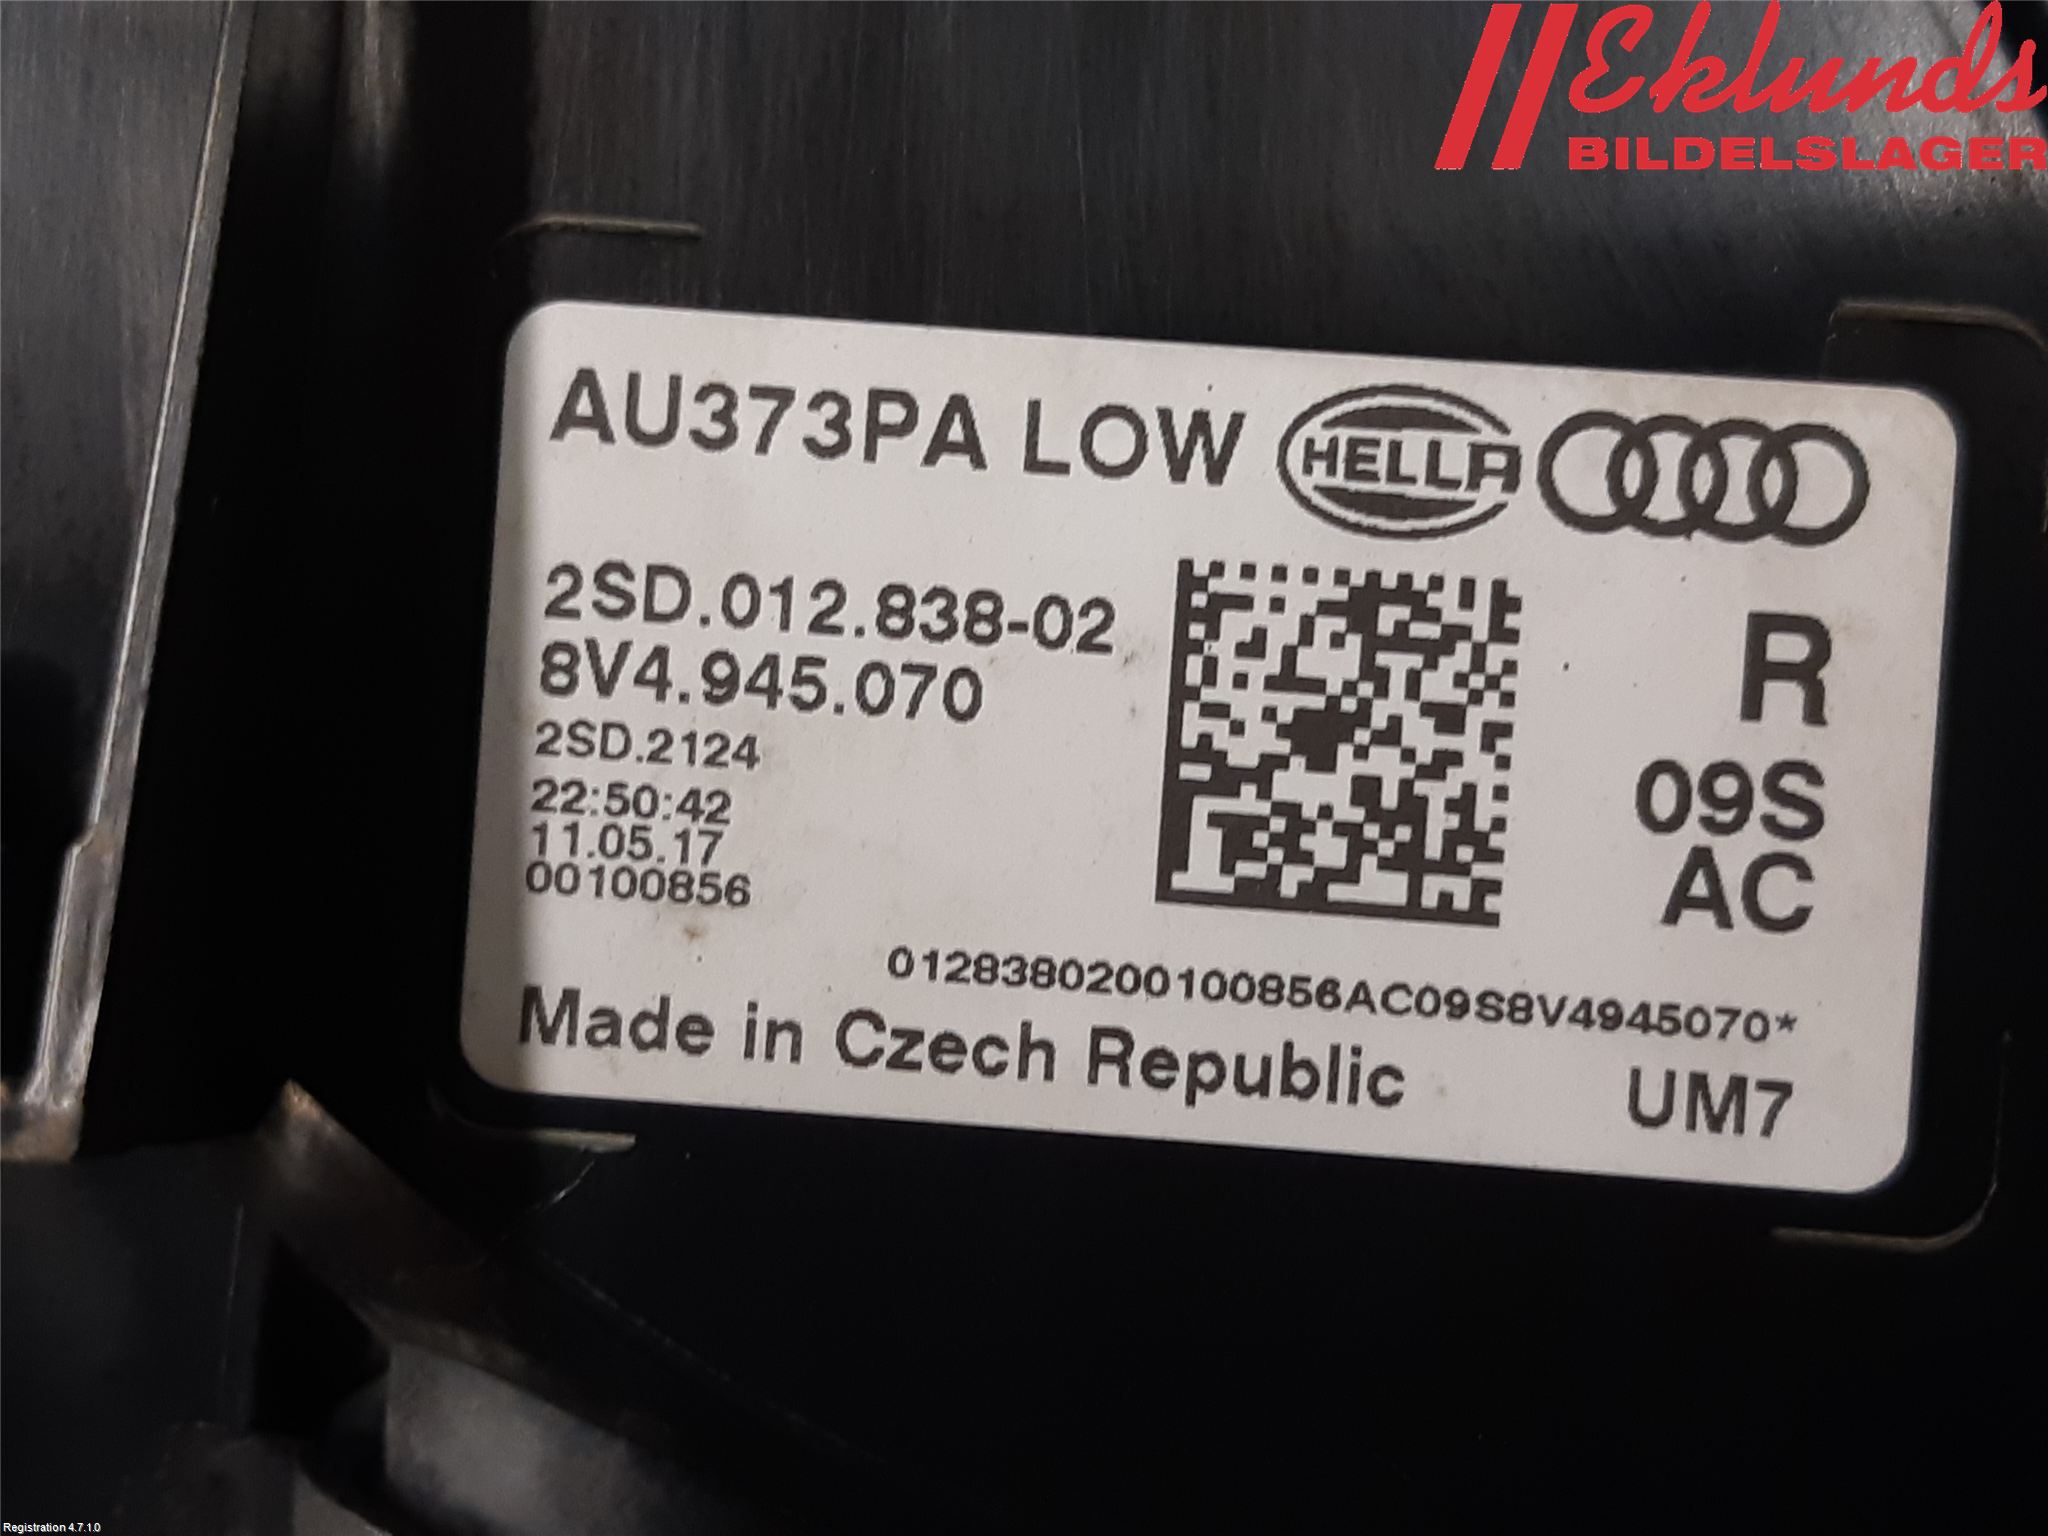 Eklunds
BILDELSLAGER
AU373PA LOW HELLA
2SD.012.838-02
8V4.945.070
2SD.2124
22:50:42
11.05.17
00100856
R
09S
AC
0128380200100856AC09S8V4945070*
Made in Czech Republic
UM7
Registration 4.7.1.0